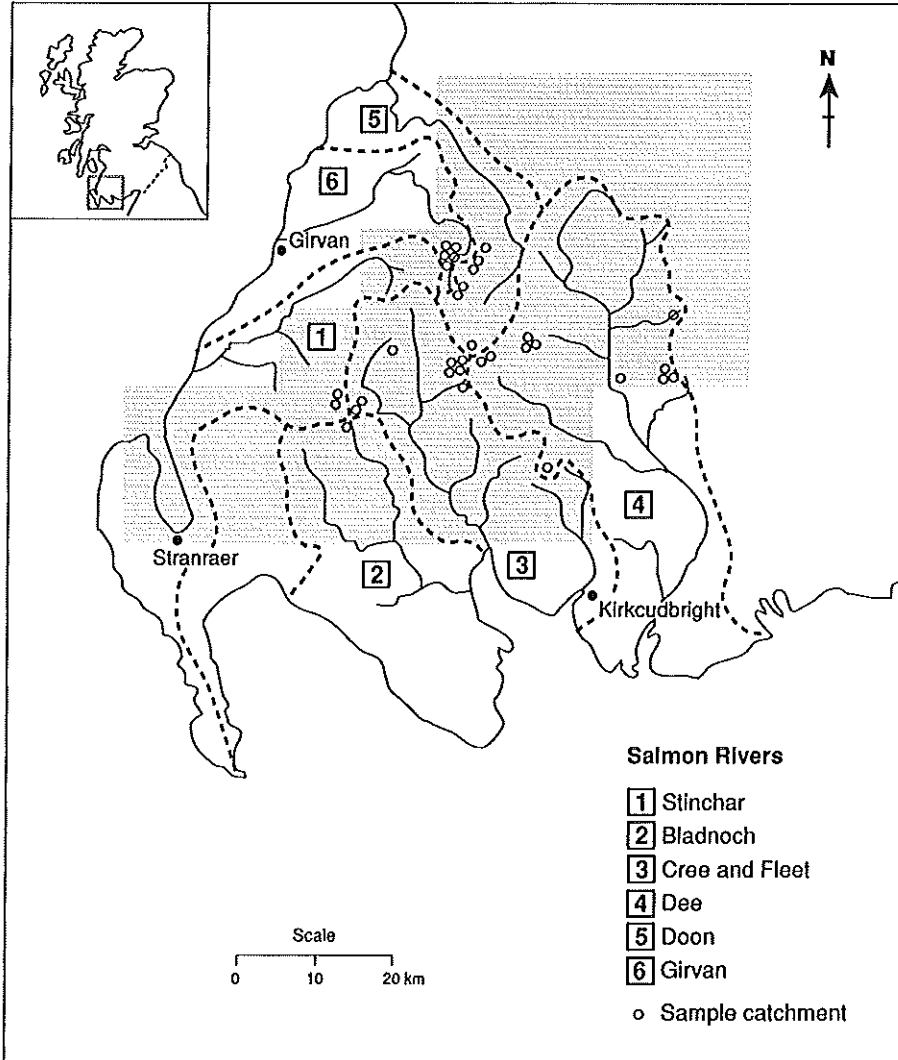 N
5
6
Girvan
1
4
Stranraer
2
3
Kirkcudbright
Salmon Rivers
1 Stinchar
2 Bladnoch
3 Cree and Fleet
4 Dee
5 Doon
6 Girvan
Sample catchment
Scale
0 10 20 km